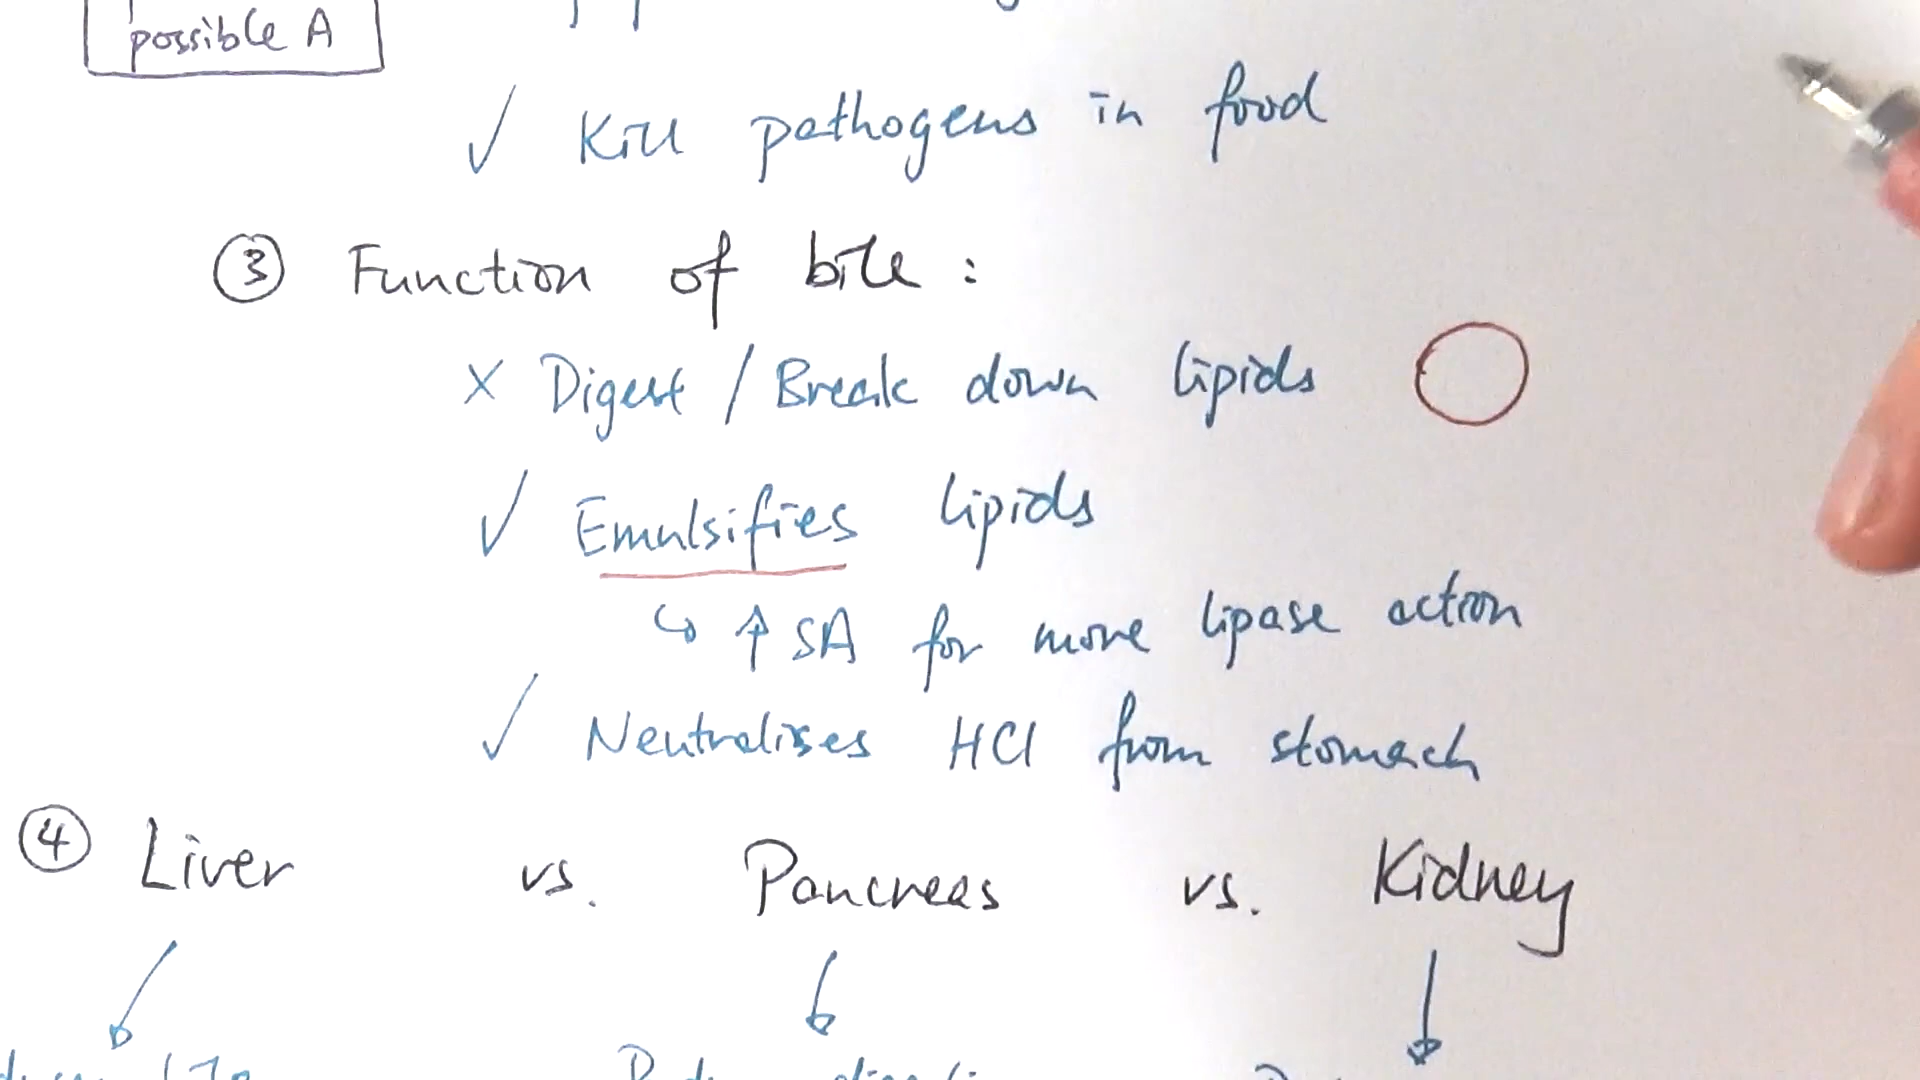 possible A
✓ Kill pathogens in food
③ Function of bile :
X Digest / Break down lipids
✓ Emulsifies lipids
↪ ↑ SA for more lipase action
✓ Neutralises HCl from stomach
④ Liver vs. Pancreas vs. Kidney